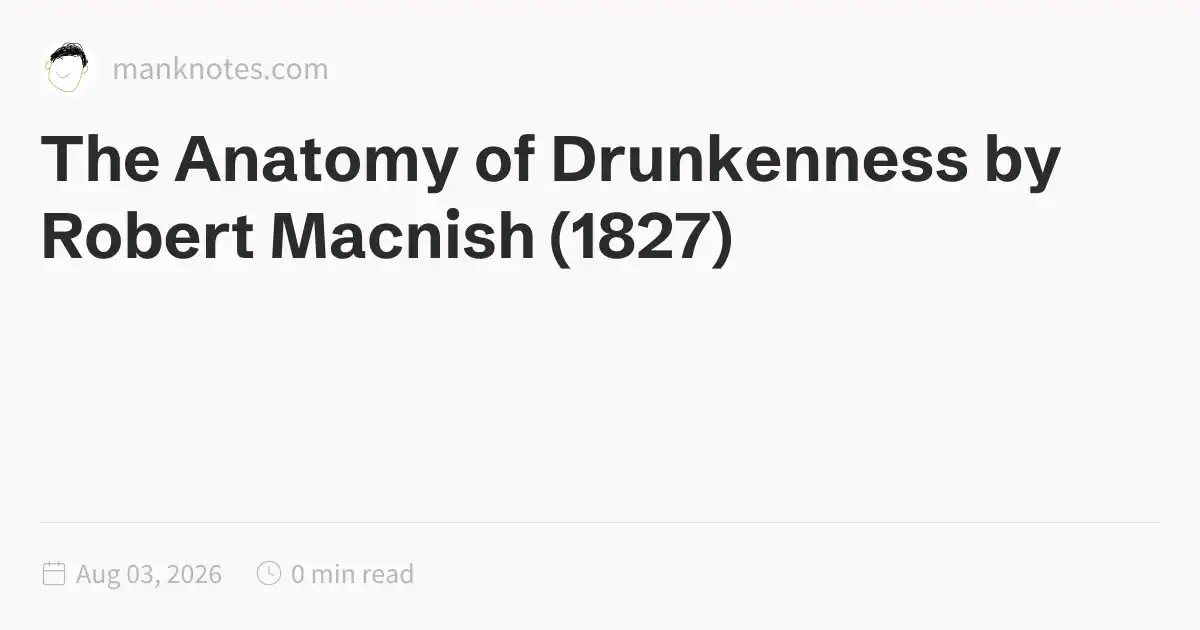 manknotes.com
The Anatomy of Drunkenness by
Robert Macnish (1827)
Aug 03, 2026
0 min read